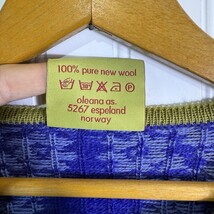 100% pure new wool
oleana as.
5267 espeland
norway